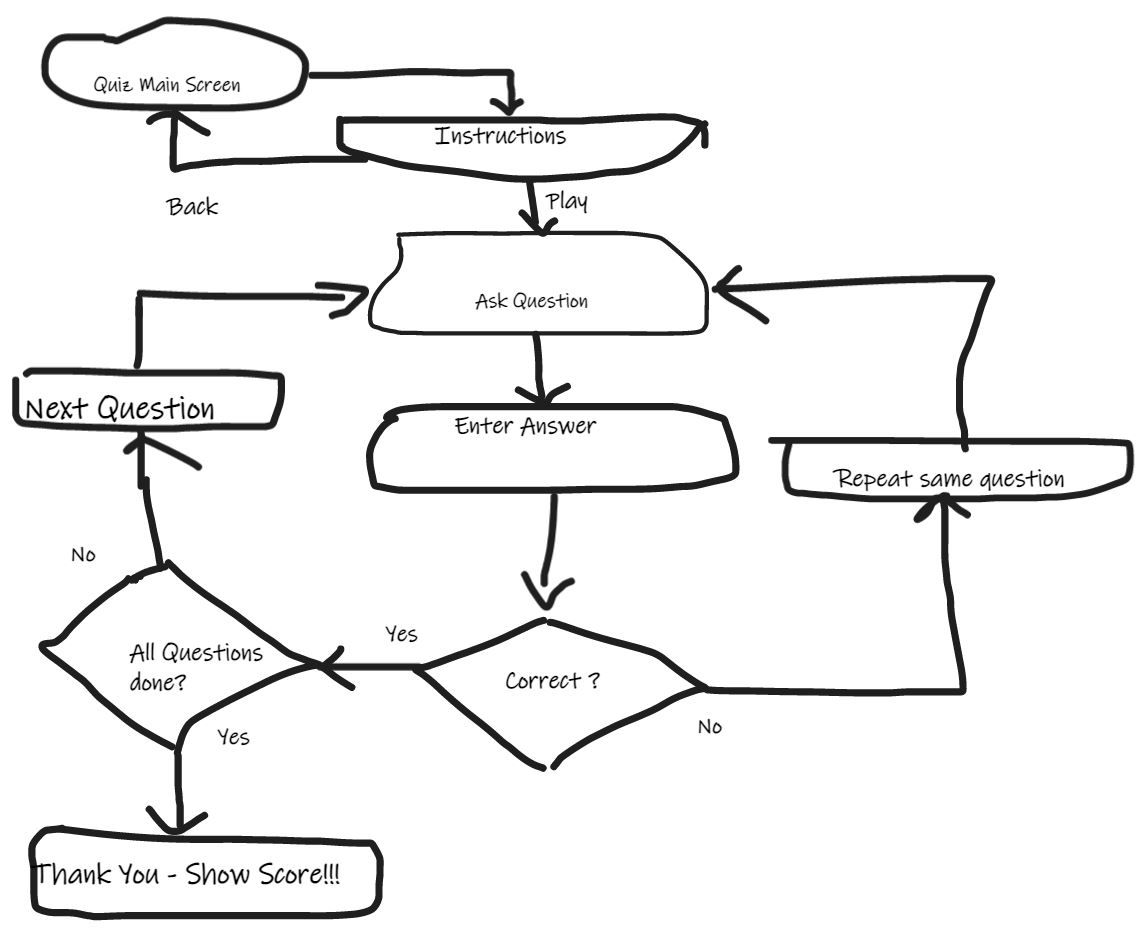 Quiz Main Screen
Instructions
Back
Play
Ask Question
Next Question
Enter Answer
Repeat same question
No
All Questions
done?
Yes
Correct ?
No
Yes
Thank You - Show Score!!!